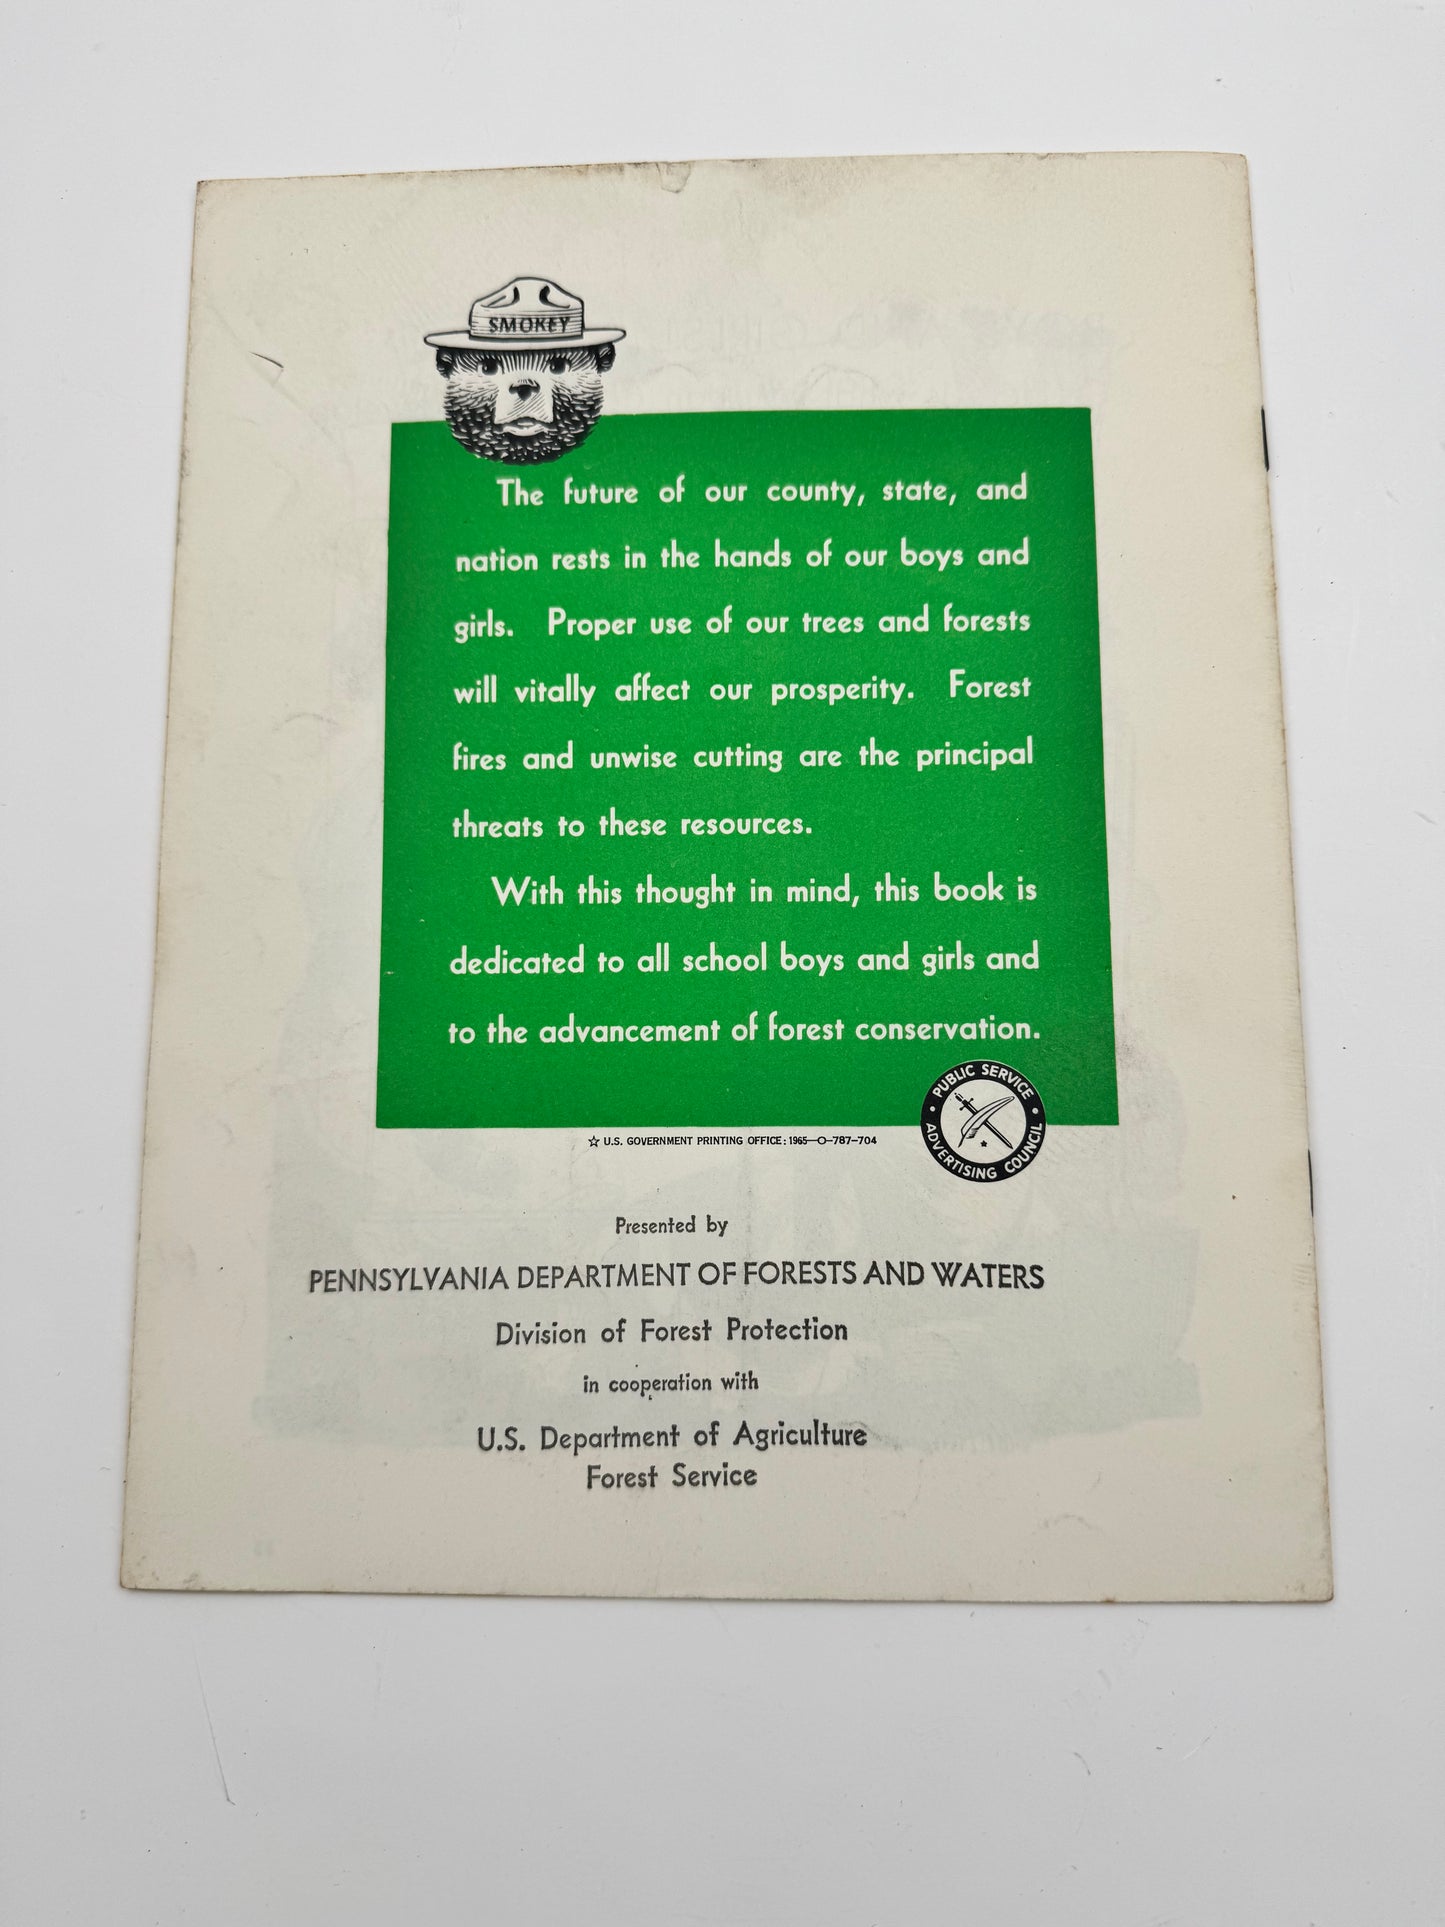 SMOKEY
The future of our county, state, and
nation rests in the hands of our boys and
girls. Proper use of our trees and forests
will vitally affect our prosperity. Forest
fires and unwise cutting are the principal
threats to these resources.
With this thought in mind, this book is
dedicated to all school boys and girls and
to the advancement of forest conservation.
PUBLIC SERVICE
ADVERTISING COUNCIL
☆ U.S. GOVERNMENT PRINTING OFFICE: 1965—O—787-704
Presented by
PENNSYLVANIA DEPARTMENT OF FORESTS AND WATERS
Division of Forest Protection
in cooperation with
U.S. Department of Agriculture
Forest Service